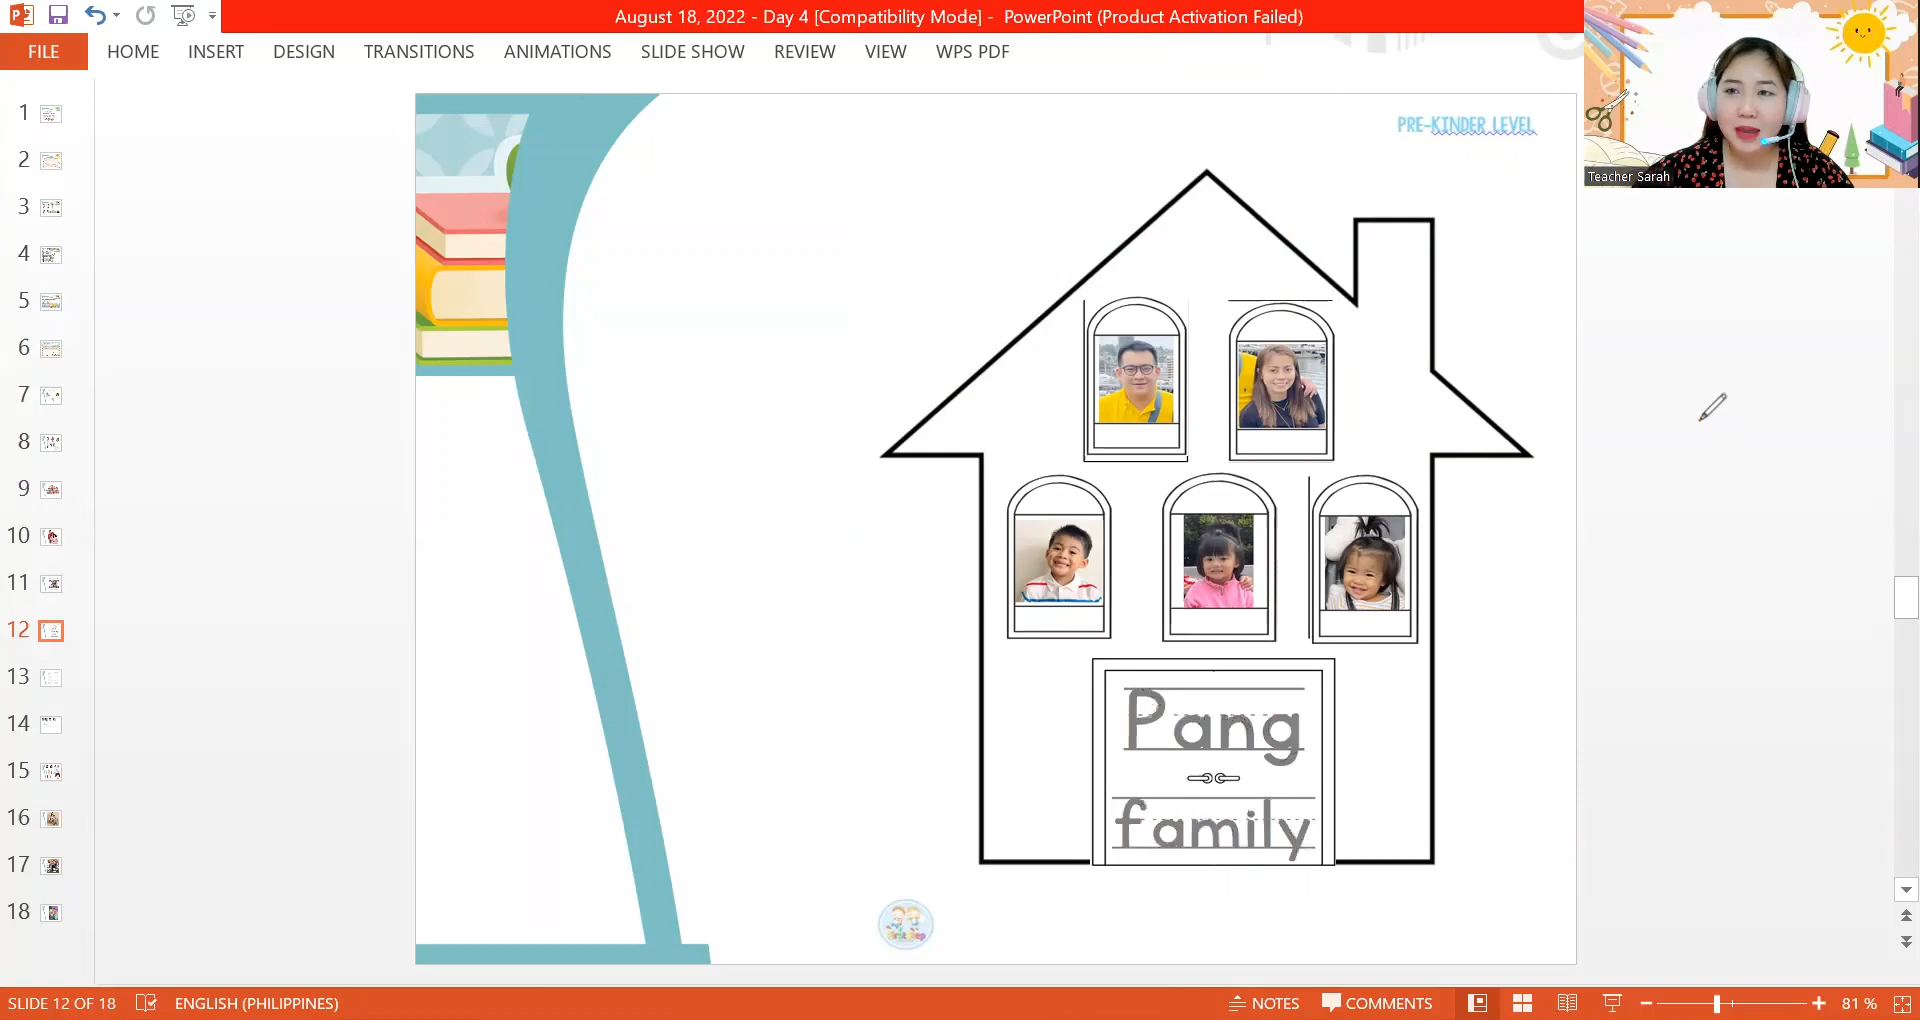 August 18, 2022 - Day 4 [Compatibility Mode] - PowerPoint (Product Activation Failed)
FILE HOME INSERT DESIGN TRANSITIONS ANIMATIONS SLIDE SHOW REVIEW VIEW WPS PDF
Teacher Sarah
1
2
3
4
5
6
7
8
9
10
11
12
13
14
15
16
17
18
PRE-KINDER LEVEL
Pang
family
First Step
SLIDE 12 OF 18 ENGLISH (PHILIPPINES) NOTES COMMENTS 81 %